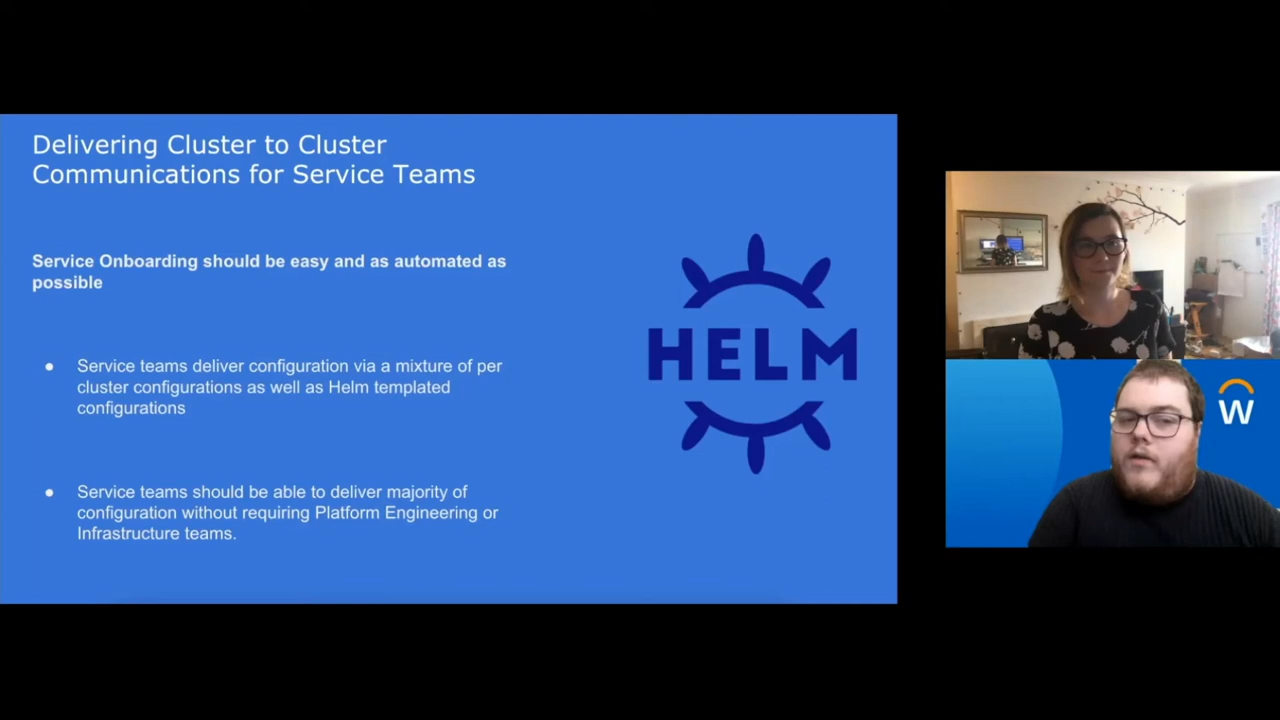 Delivering Cluster to Cluster
Communications for Service Teams
Service Onboarding should be easy and as automated as
possible
● Service teams deliver configuration via a mixture of per
cluster configurations as well as Helm templated
configurations
● Service teams should be able to deliver majority of
configuration without requiring Platform Engineering or
Infrastructure teams.
HELM
W